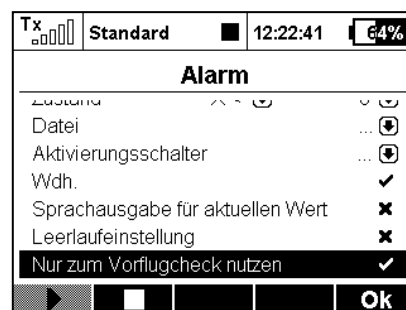 Tx Standard 12:22:41 64%
Alarm
Zustand
Datei ...
Aktivierungsschalter ...
Wdh.
Sprachausgabe für aktuellen Wert
Leerlaufeinstellung
Nur zum Vorflugcheck nutzen
Ok